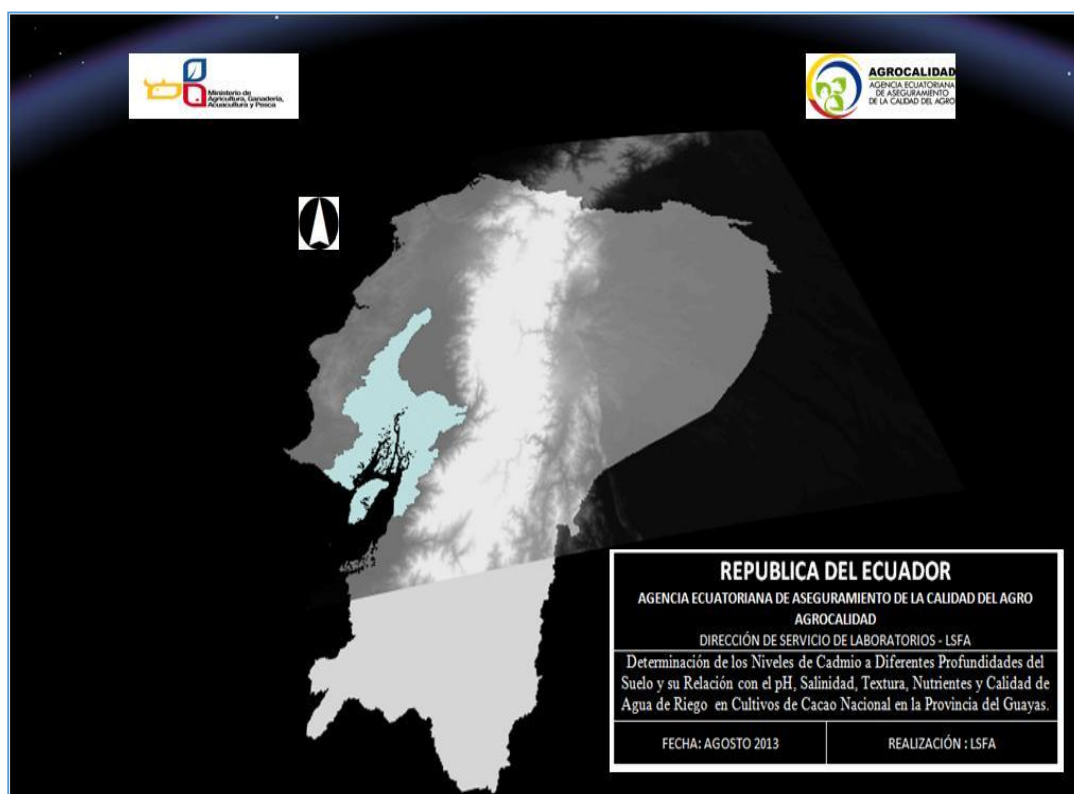 Ministerio de
Agricultura, Ganadería,
Acuacultura y Pesca
AGROCALIDAD
AGENCIA ECUATORIANA
DE ASEGURAMIENTO
DE LA CALIDAD DEL AGRO
REPUBLICA DEL ECUADOR
AGENCIA ECUATORIANA DE ASEGURAMIENTO DE LA CALIDAD DEL AGRO
AGROCALIDAD
DIRECCIÓN DE SERVICIO DE LABORATORIOS - LSFA
Determinación de los Niveles de Cadmio a Diferentes Profundidades del
Suelo y su Relación con el pH, Salinidad, Textura, Nutrientes y Calidad de
Agua de Riego en Cultivos de Cacao Nacional en la Provincia del Guayas.
FECHA: AGOSTO 2013
REALIZACIÓN : LSFA